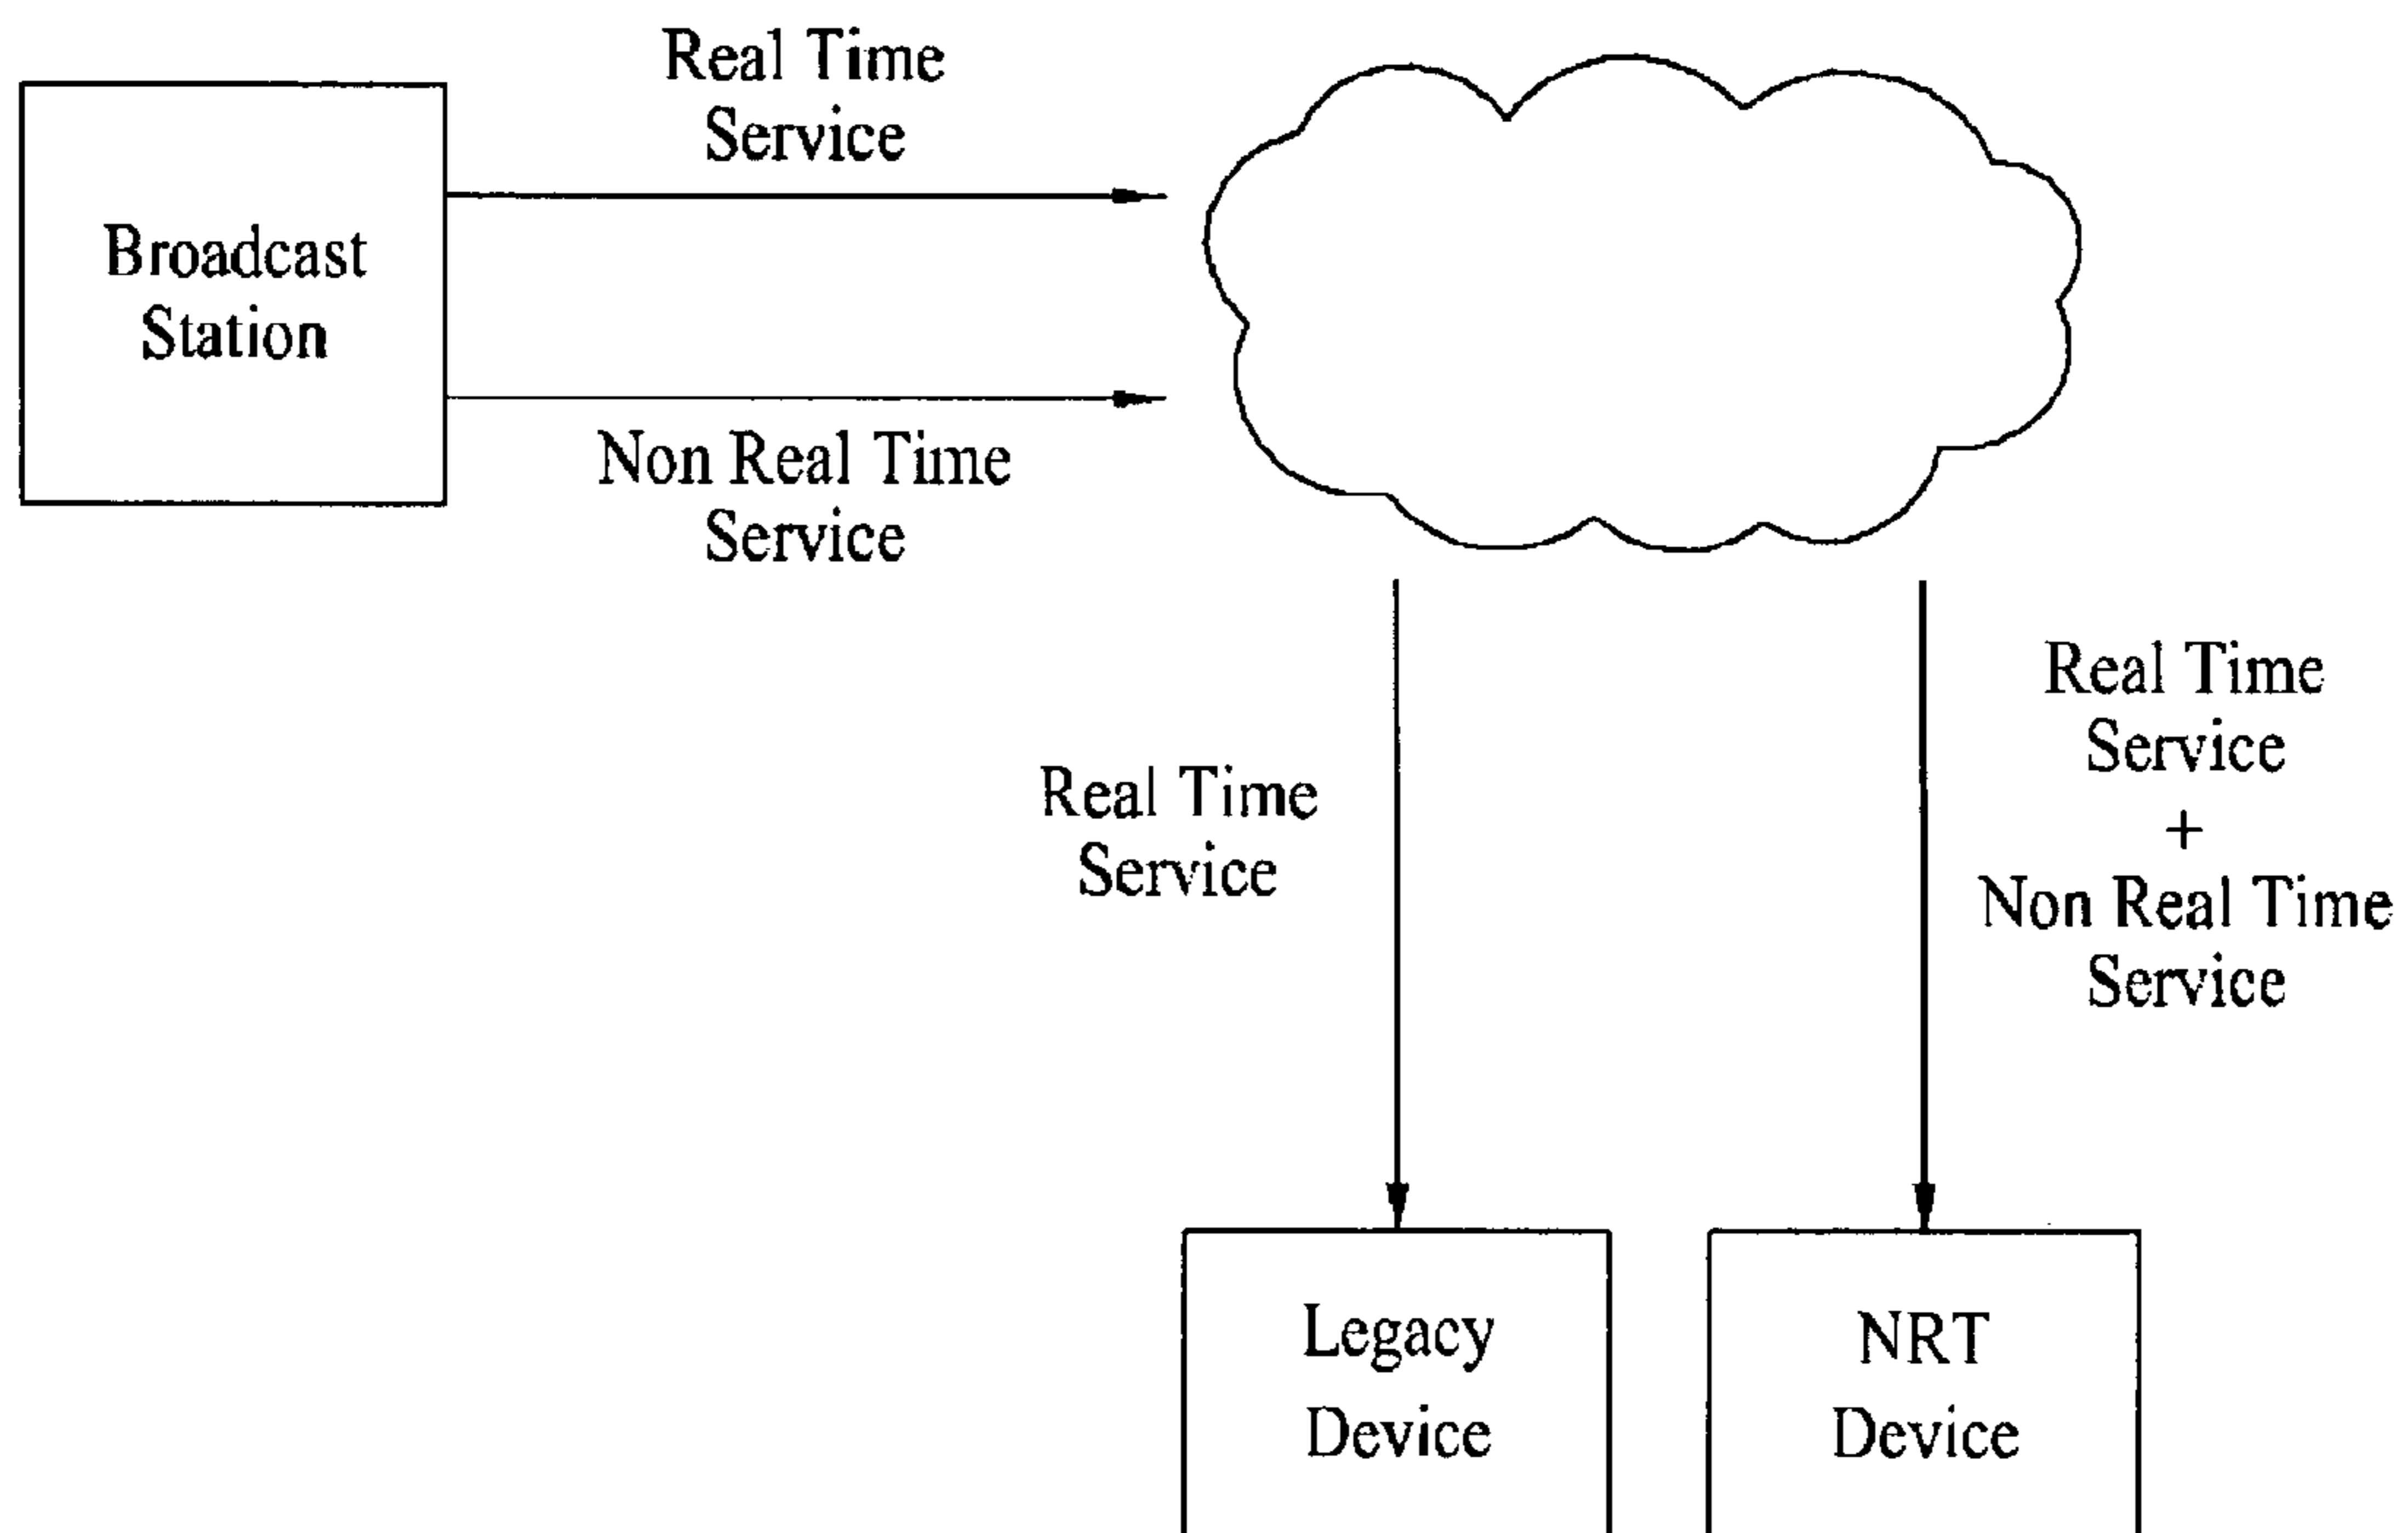 Real Time
Service
Broadcast
Station
Non Real Time
Service
Real Time
Service
Real Time
Service
+
Non Real Time
Service
Legacy
Device
NRT
Device